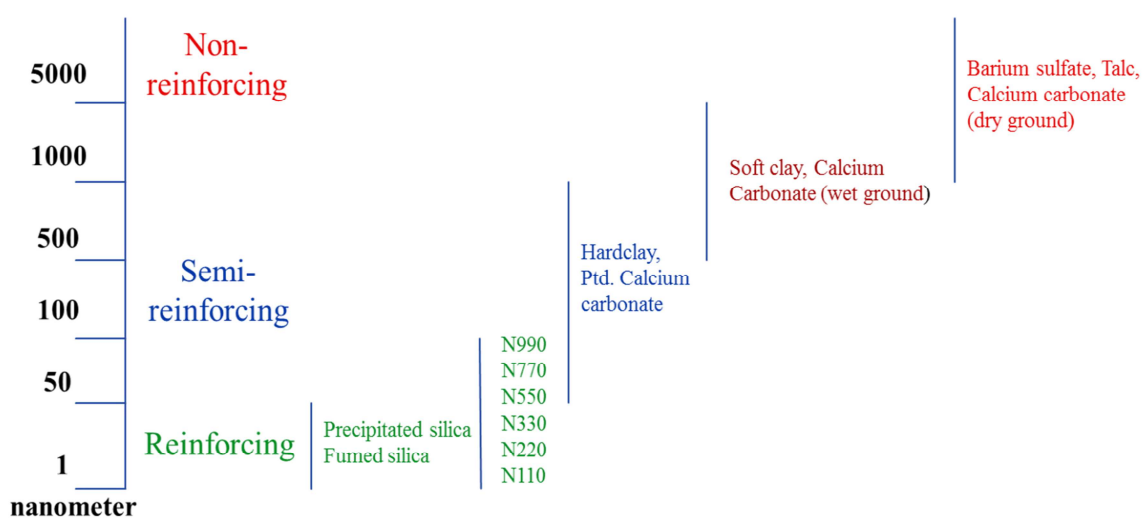 5000
1000
500
100
50
1
nanometer
Non-
reinforcing
Semi-
reinforcing
Reinforcing
Precipitated silica
Fumed silica
N990
N770
N550
N330
N220
N110
Hardclay,
Ptd. Calcium
carbonate
Soft clay, Calcium
Carbonate (wet ground)
Barium sulfate, Talc,
Calcium carbonate
(dry ground)